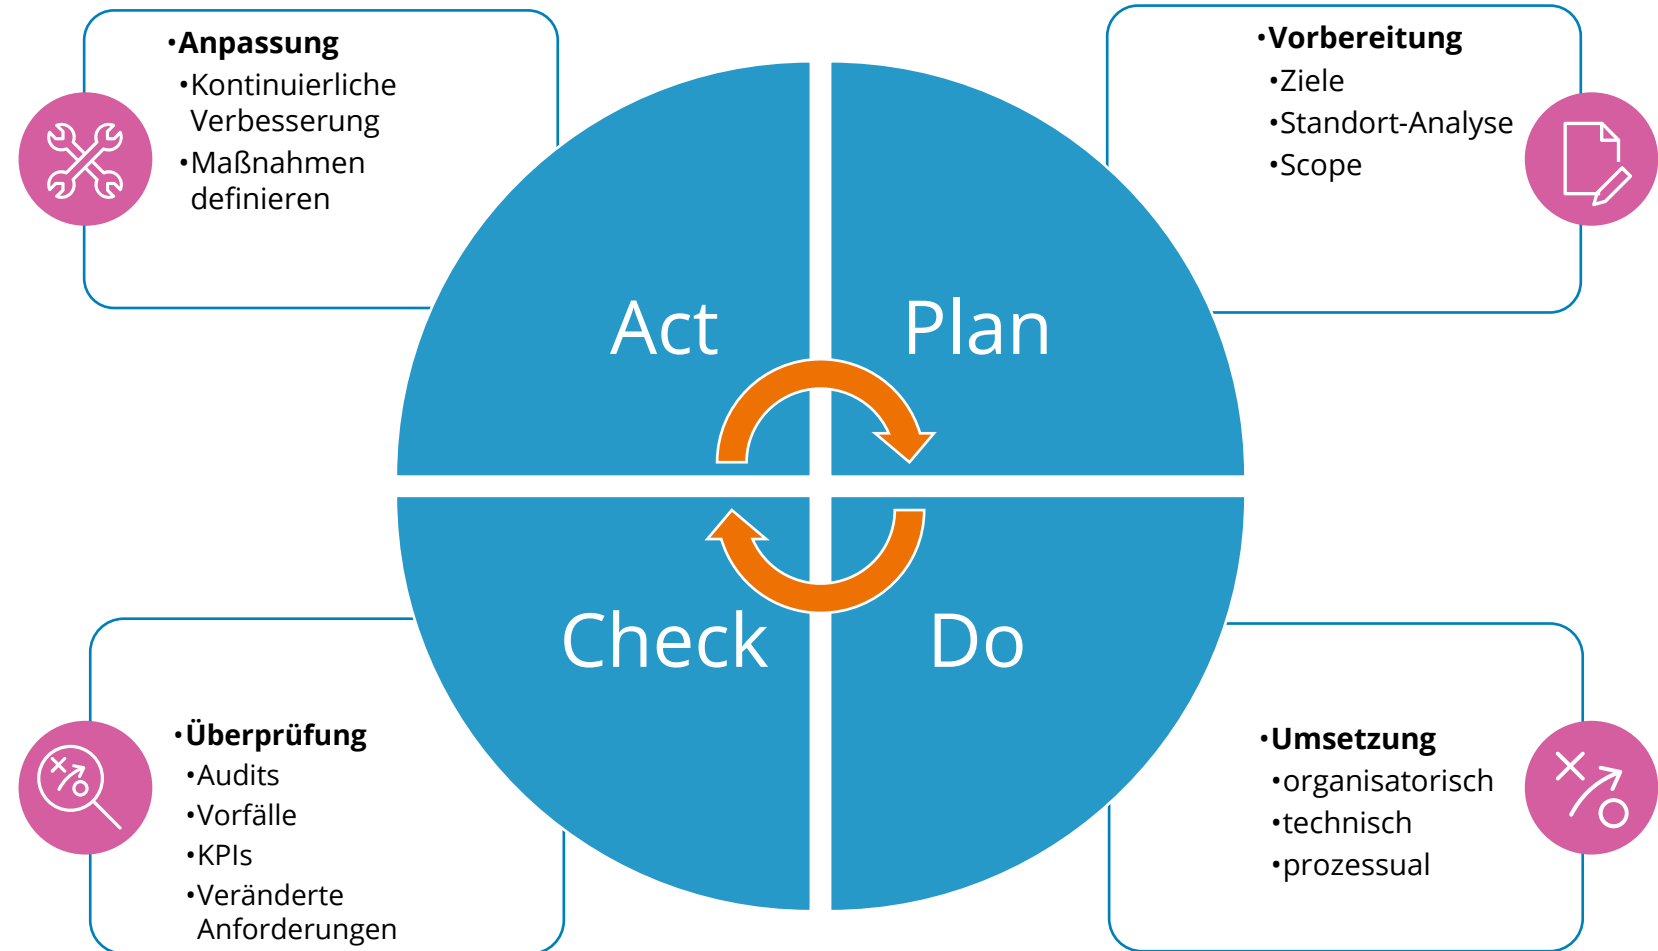 •Anpassung
•Kontinuierliche
Verbesserung
•Maßnahmen
definieren
•Vorbereitung
•Ziele
•Standort-Analyse
•Scope
Act
Plan
Check
Do
•Überprüfung
•Audits
•Vorfälle
•KPIs
•Veränderte
Anforderungen
•Umsetzung
•organisatorisch
•technisch
•prozessual